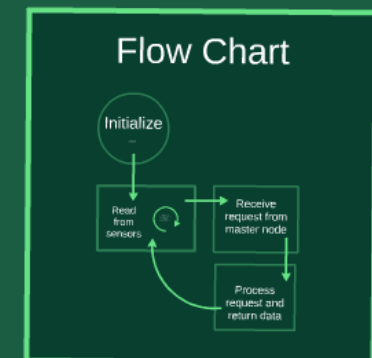 Flow Chart
Initialize
Read
from
sensors
Receive
request from
master node
Process
request and
return data